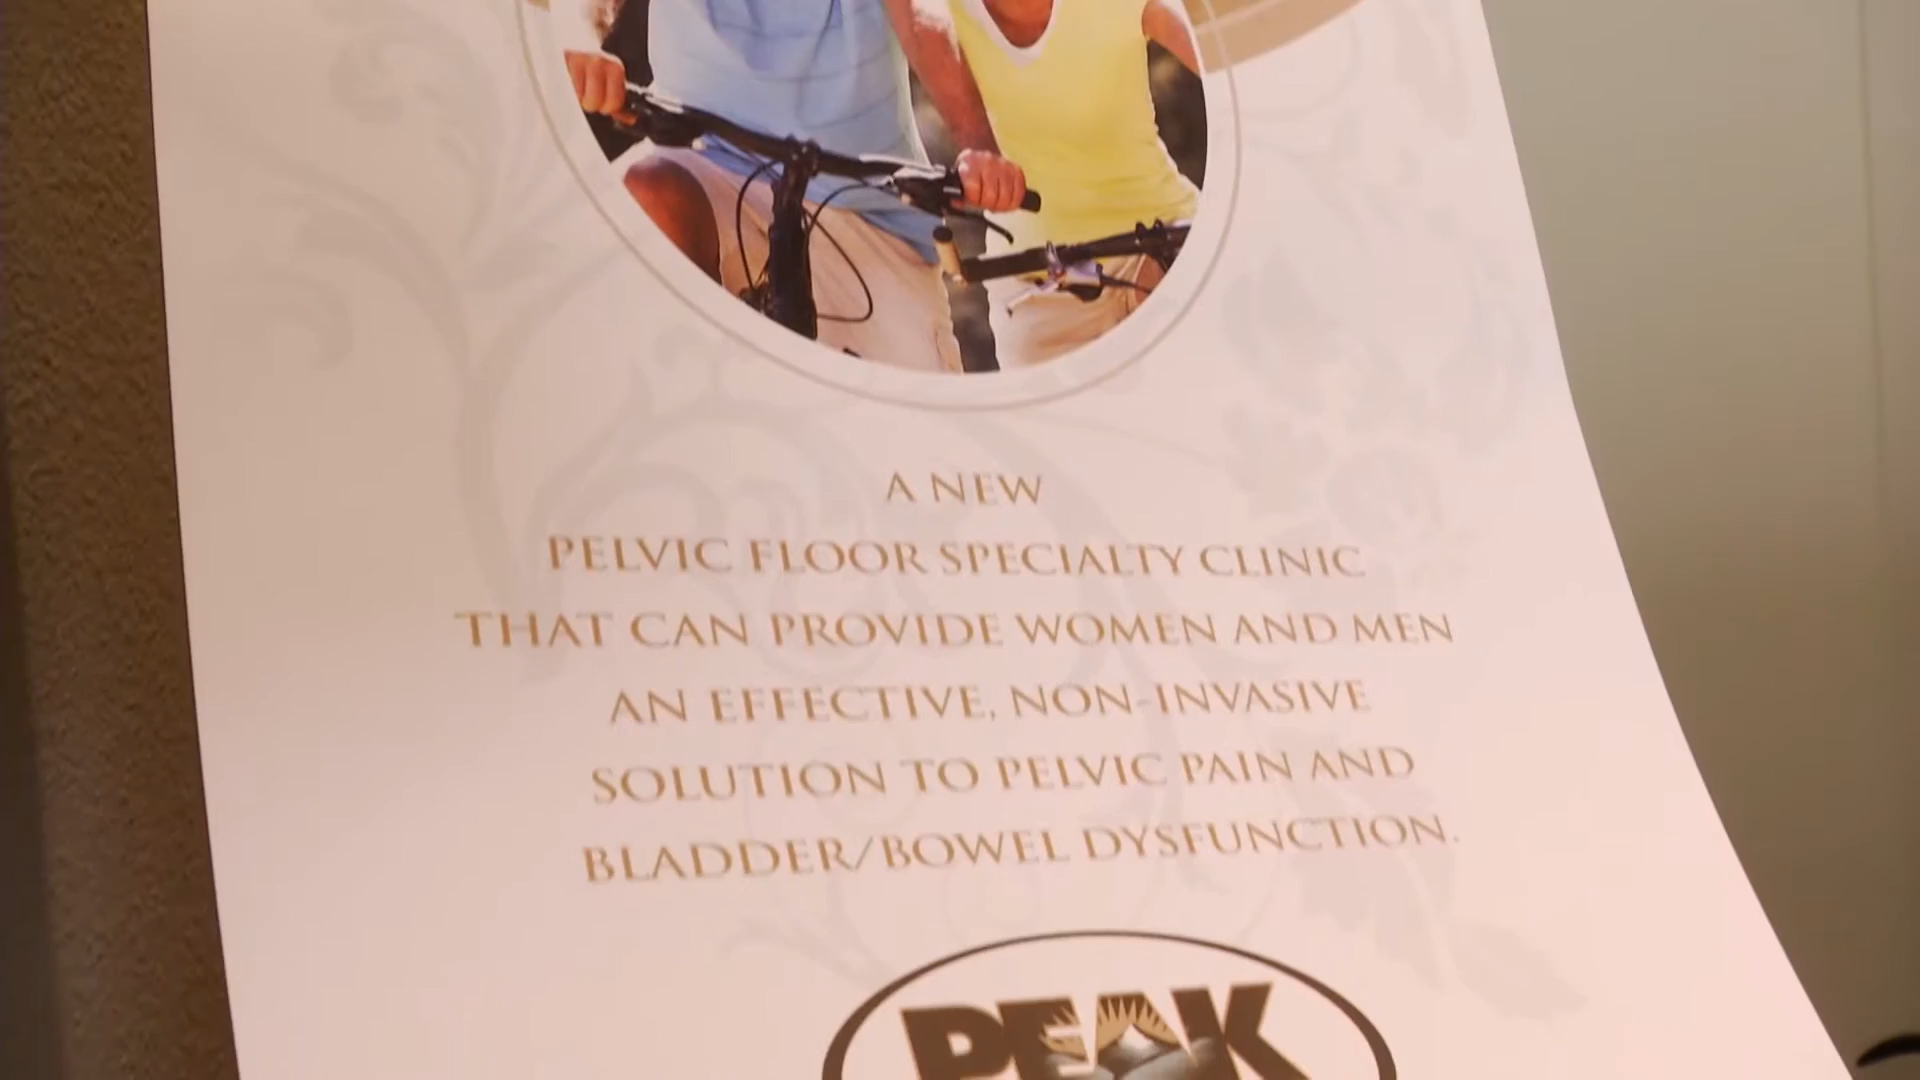 A NEW
PELVIC FLOOR SPECIALTY CLINIC
THAT CAN PROVIDE WOMEN AND MEN
AN EFFECTIVE, NON-INVASIVE
SOLUTION TO PELVIC PAIN AND
BLADDER/BOWEL DYSFUNCTION.
PEAK